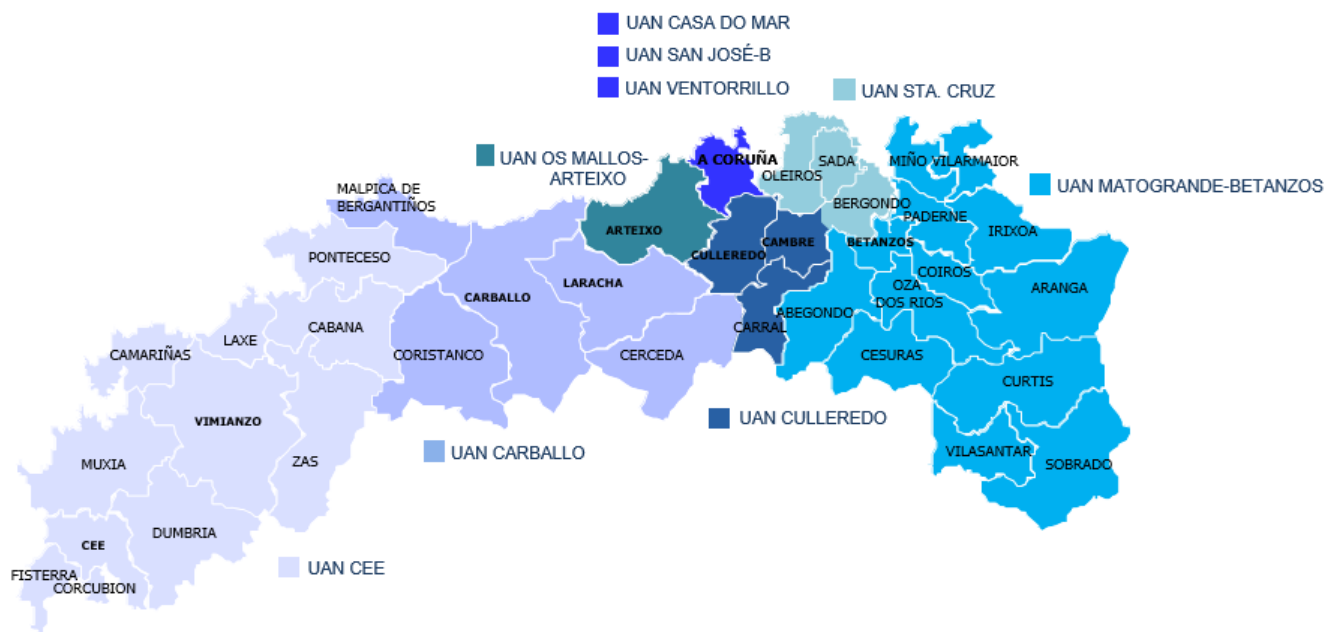 UAN CASA DO MAR
UAN SAN JOSÉ-B
UAN VENTORRILLO
UAN STA. CRUZ
UAN OS MALLOS-
ARTEIXO
A CORUÑA
SADA
OLEIROS
MIÑO
VILARMAIOR
UAN MATOGRANDE-BETANZOS
MALPICA DE
BERGANTIÑOS
BERGONDO
PADERNE
IRIXOA
ARTEIXO
CULLEREDO
CAMBRE
BETANZOS
PONTECESO
COIROS
LARACHA
OZA
DOS RIOS
ARANGA
CARBALLO
ABEGONDO
CABANA
CARRAL
LAXE
CAMARIÑAS
CORISTANCO
CERCEDA
CESURAS
CURTIS
VIMIANZO
UAN CULLEREDO
UAN CARBALLO
VILASANTAR
MUXIA
ZAS
SOBRADO
DUMBRIA
CEE
UAN CEE
FISTERRA
CORCUBION